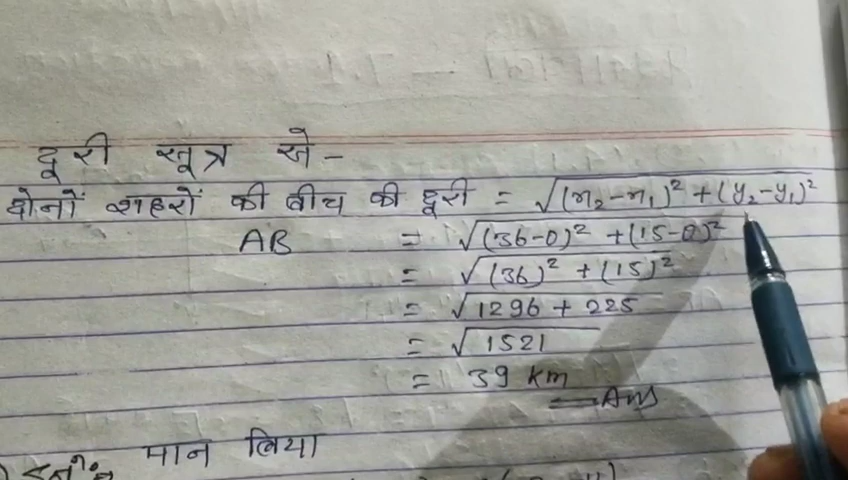 दूरी सूत्र से -
दोनों शहरों की बीच की दूरी = √(x₂-x₁)² + (y₂-y₁)²
AB = √(36-0)² + (15-0)²
= √(36)² + (15)²
= √1296 + 225
= √1521
= 39 km
Ans
मान लिया